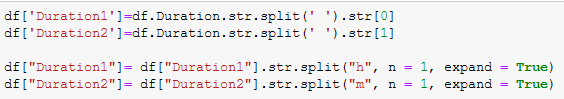 df['Duration1']=df.Duration.str.split(' ').str[0]
df['Duration2']=df.Duration.str.split(' ').str[1]
df["Duration1"]= df["Duration1"].str.split("h", n = 1, expand = True)
df["Duration2"]= df["Duration2"].str.split("m", n = 1, expand = True)